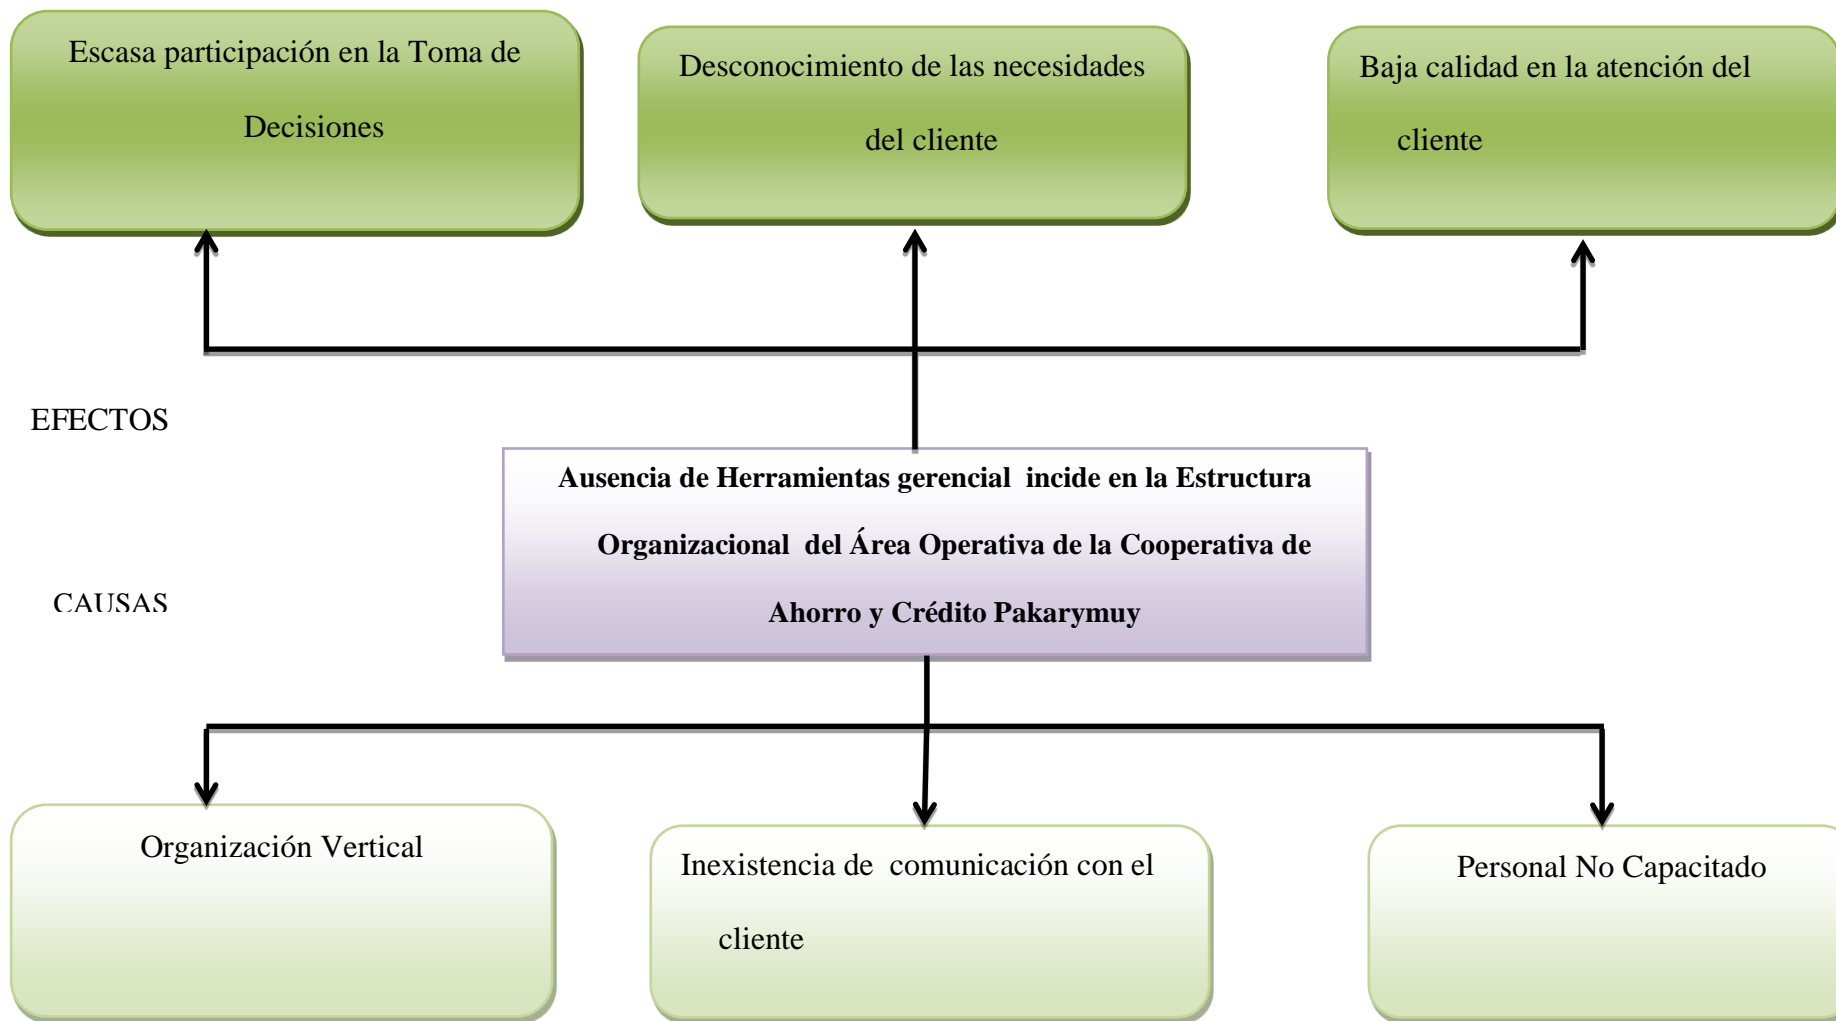 Escasa participación en la Toma de
Decisiones
Desconocimiento de las necesidades
del cliente
Baja calidad en la atención del
cliente
EFECTOS
Ausencia de Herramientas gerencial incide en la Estructura
Organizacional del Área Operativa de la Cooperativa de
Ahorro y Crédito Pakarymuy
CAUSAS
Organización Vertical
Inexistencia de comunicación con el
cliente
Personal No Capacitado